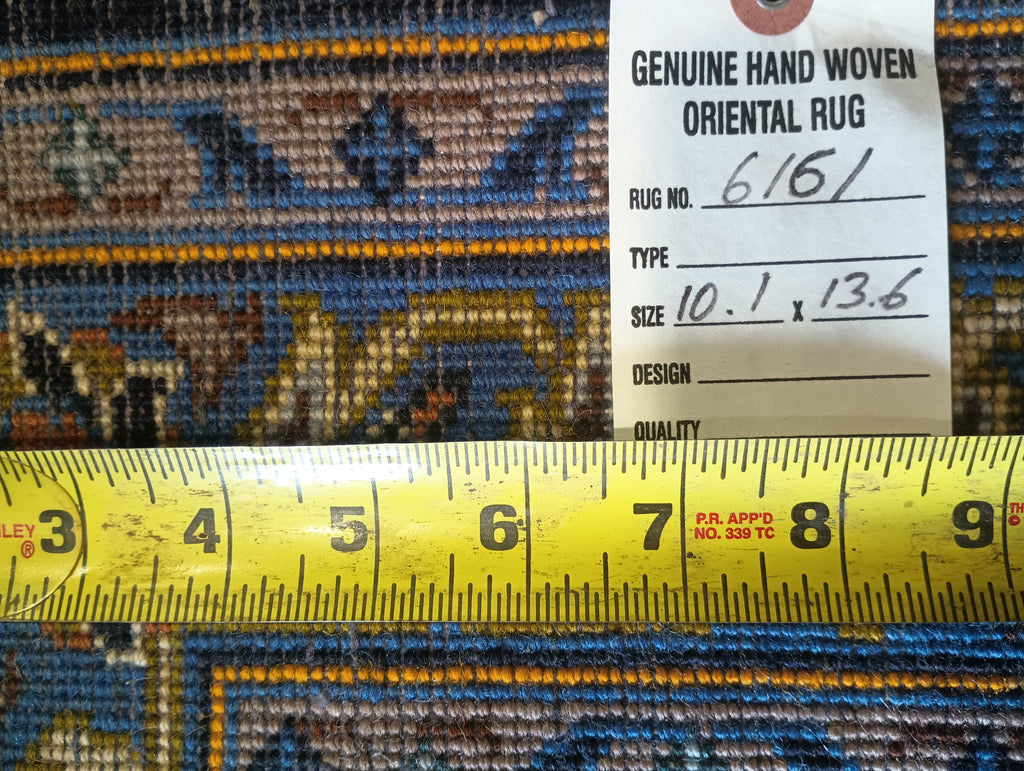 GENUINE HAND WOVEN
ORIENTAL RUG
RUG NO. 6161
TYPE
SIZE 10.1 x 13.6
DESIGN
QUALITY
3 4 5 6 7 P.R. APP'D 8 9
NO. 339 TC
®
©